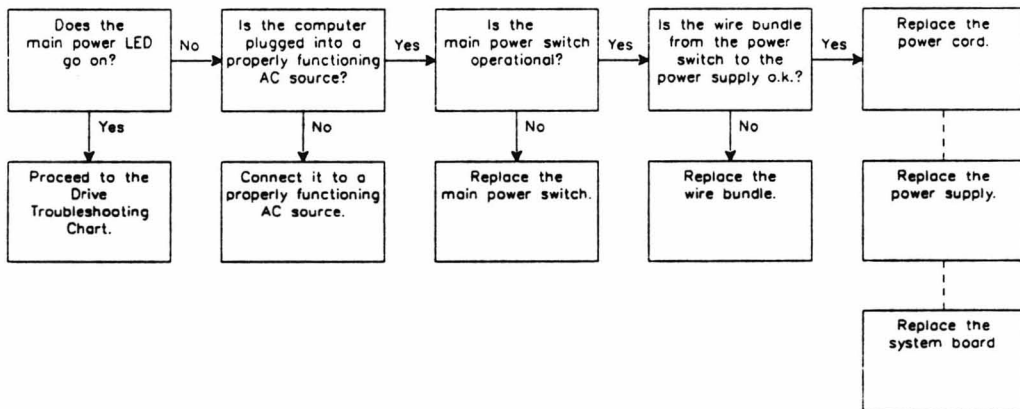 Does the
main power LED
go on?
No
Is the computer
plugged into a
properly functioning
AC source?
Yes
Is the
main power switch
operational?
Yes
Is the wire bundle
from the power
switch to the
power supply o.k.?
Yes
Replace the
power cord.
Yes
No
No
No
Proceed to the
Drive
Troubleshooting
Chart.
Connect it to a
properly functioning
AC source.
Replace the
main power switch.
Replace the
wire bundle.
Replace the
power supply.
Replace the
system board